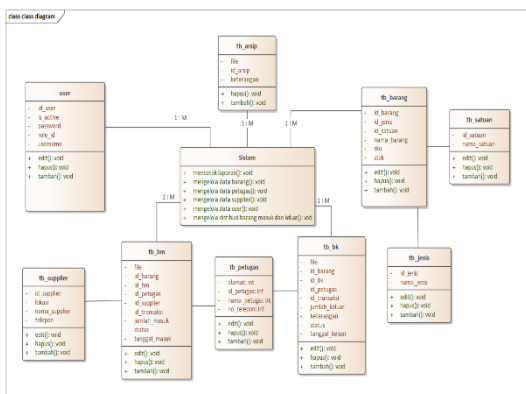 class class diagram
tb_arsip
- file
- id_arsip
- keterangan
+ hapus(): void
+ tambah(): void
user
- id_user
- is_active
- password
- role_id
- username
+ edit(): void
+ hapus(): void
+ tambah(): void
tb_barang
- id_barang
- id_jenis
- id_satuan
- nama_barang
- stok
+ edit(): void
+ hapus(): void
+ tambah(): void
tb_satuan
- id_satuan
- nama_satuan
+ edit(): void
+ hapus(): void
+ tambah(): void
1:M
1:M
1:M
Sistem
+ mencetak laporan(): void
+ mengelola data barang(): void
+ mengelola data petugas(): void
+ mengelola data supplier(): void
+ mengelola data user(): void
+ mengelola distribusi barang masuk dan keluar(): void
1:M
1:M
tb_supplier
- id_supplier
- lokasi
- nama_supplier
- telepon
+ edit(): void
+ hapus(): void
+ tambah(): void
tb_bm
- file
- id_barang
- id_bm
- id_petugas
- id_supplier
- id_transaksi
- jumlah_masuk
- status
- tanggal_masuk
+ edit(): void
+ hapus(): void
+ tambah(): void
tb_petugas
- alamat: int
- id_petugas: int
- nama_petugas: int
- no_telepon: int
+ edit(): void
+ hapus(): void
+ tambah(): void
tb_bk
- file
- id_barang
- id_bk
- id_petugas
- id_transaksi
- jumlah_keluar
- keterangan
- status
- tanggal_keluar
+ edit(): void
+ hapus(): void
+ tambah(): void
tb_jenis
- id_jenis
- nama_jenis
+ edit(): void
+ hapus(): void
+ tambah(): void